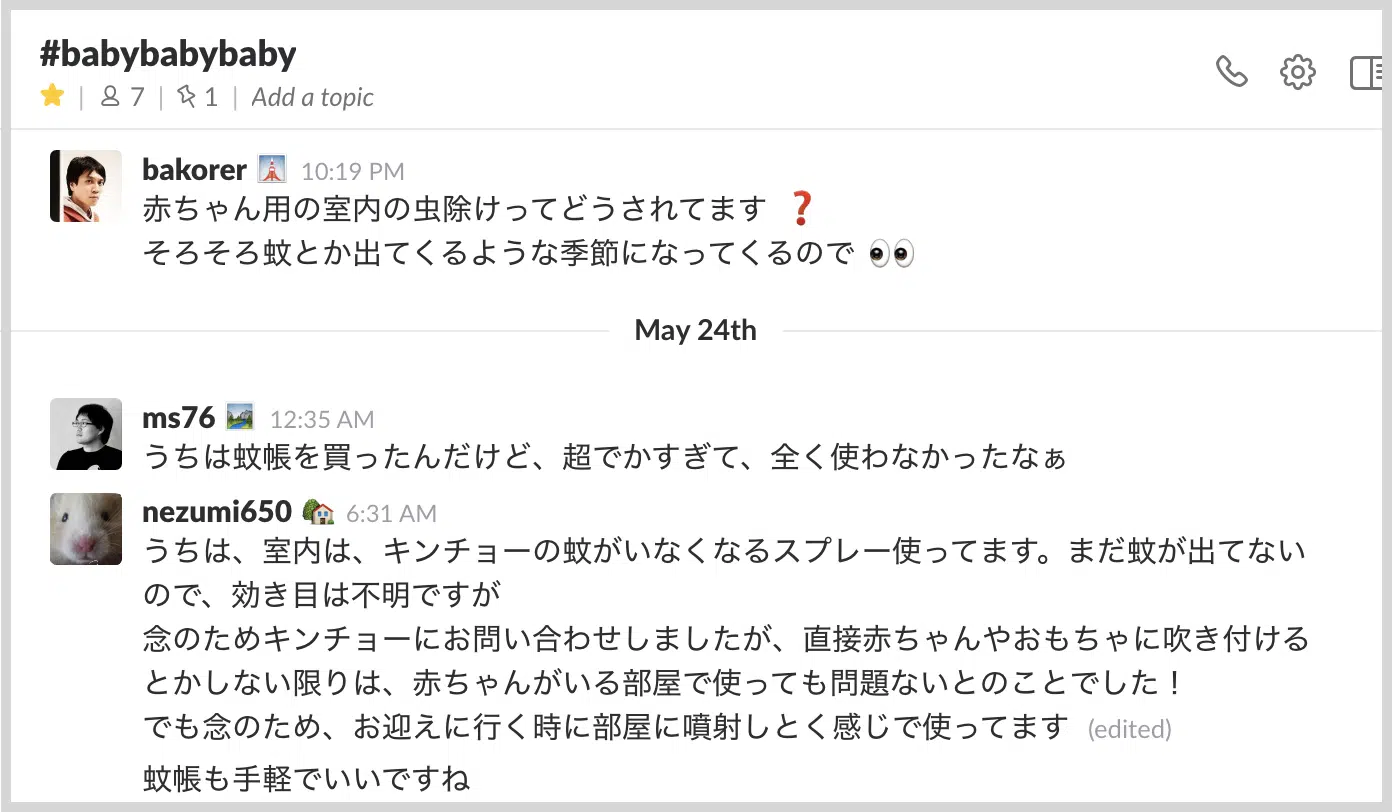 #babybabybaby
7 | 1 | Add a topic
bakorer 10:19 PM
赤ちゃん用の室内の虫除けってどうされてます ❓
そろそろ蚊とか出てくるような季節になってくるので 👀
May 24th
ms76 12:35 AM
うちは蚊帳を買ったんだけど、超でかすぎて、全く使わなかったなぁ
nezumi650 6:31 AM
うちは、室内は、キンチョーの蚊がいなくなるスプレー使ってます。まだ蚊が出てない
ので、効き目は不明ですが
念のためキンチョーにお問い合わせしましたが、直接赤ちゃんやおもちゃに吹き付ける
とかしない限りは、赤ちゃんがいる部屋で使っても問題ないとのことでした！
でも念のため、お迎えに行く時に部屋に噴射しとく感じで使ってます (edited)
蚊帳も手軽でいいですね